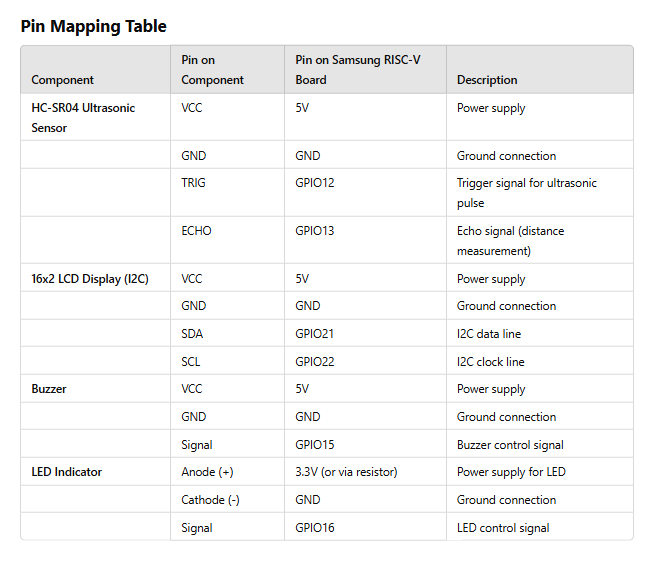 Pin Mapping Table
Component | Pin on Component | Pin on Samsung RISC-V Board | Description
HC-SR04 Ultrasonic Sensor | VCC | 5V | Power supply
GND | GND | Ground connection
TRIG | GPIO12 | Trigger signal for ultrasonic pulse
ECHO | GPIO13 | Echo signal (distance measurement)
16x2 LCD Display (I2C) | VCC | 5V | Power supply
GND | GND | Ground connection
SDA | GPIO21 | I2C data line
SCL | GPIO22 | I2C clock line
Buzzer | VCC | 5V | Power supply
GND | GND | Ground connection
Signal | GPIO15 | Buzzer control signal
LED Indicator | Anode (+) | 3.3V (or via resistor) | Power supply for LED
Cathode (-) | GND | Ground connection
Signal | GPIO16 | LED control signal